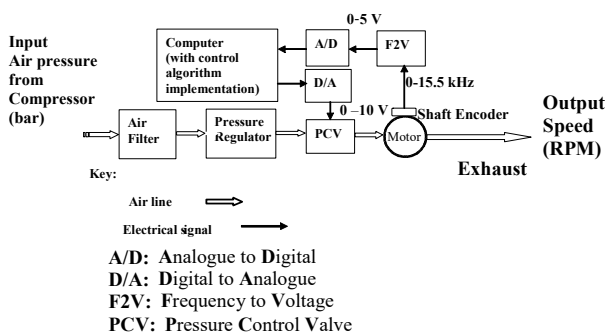 Input
Air pressure
from
Compressor
(bar)
Computer
(with control
algorithm
implementation)
A/D
0-5 V
F2V
D/A
0-15.5 kHz
0 –10 V
Shaft Encoder
Air
Filter
Pressure
Regulator
PCV
Motor
Output
Speed
(RPM)
Exhaust
Key:
Air line
Electrical signal
A/D: Analogue to Digital
D/A: Digital to Analogue
F2V: Frequency to Voltage
PCV: Pressure Control Valve